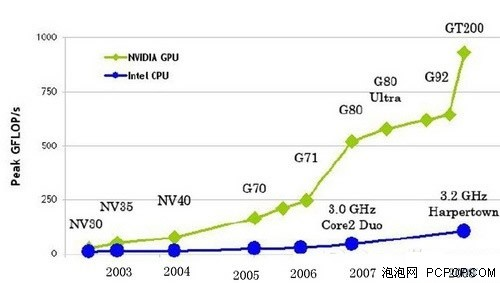 GT200
1000
NVIDIA GPU
Intel CPU
G80
Ultra
G92
750
G80
Peak GFLOP/s
500
G71
NV40
G70
NV35
NV30
3.0 GHz
Core2 Duo
3.2 GHz
Harpertown
250
0
2003
2004
2005
2006
2007
2008
泡泡网 PCPOP.COM